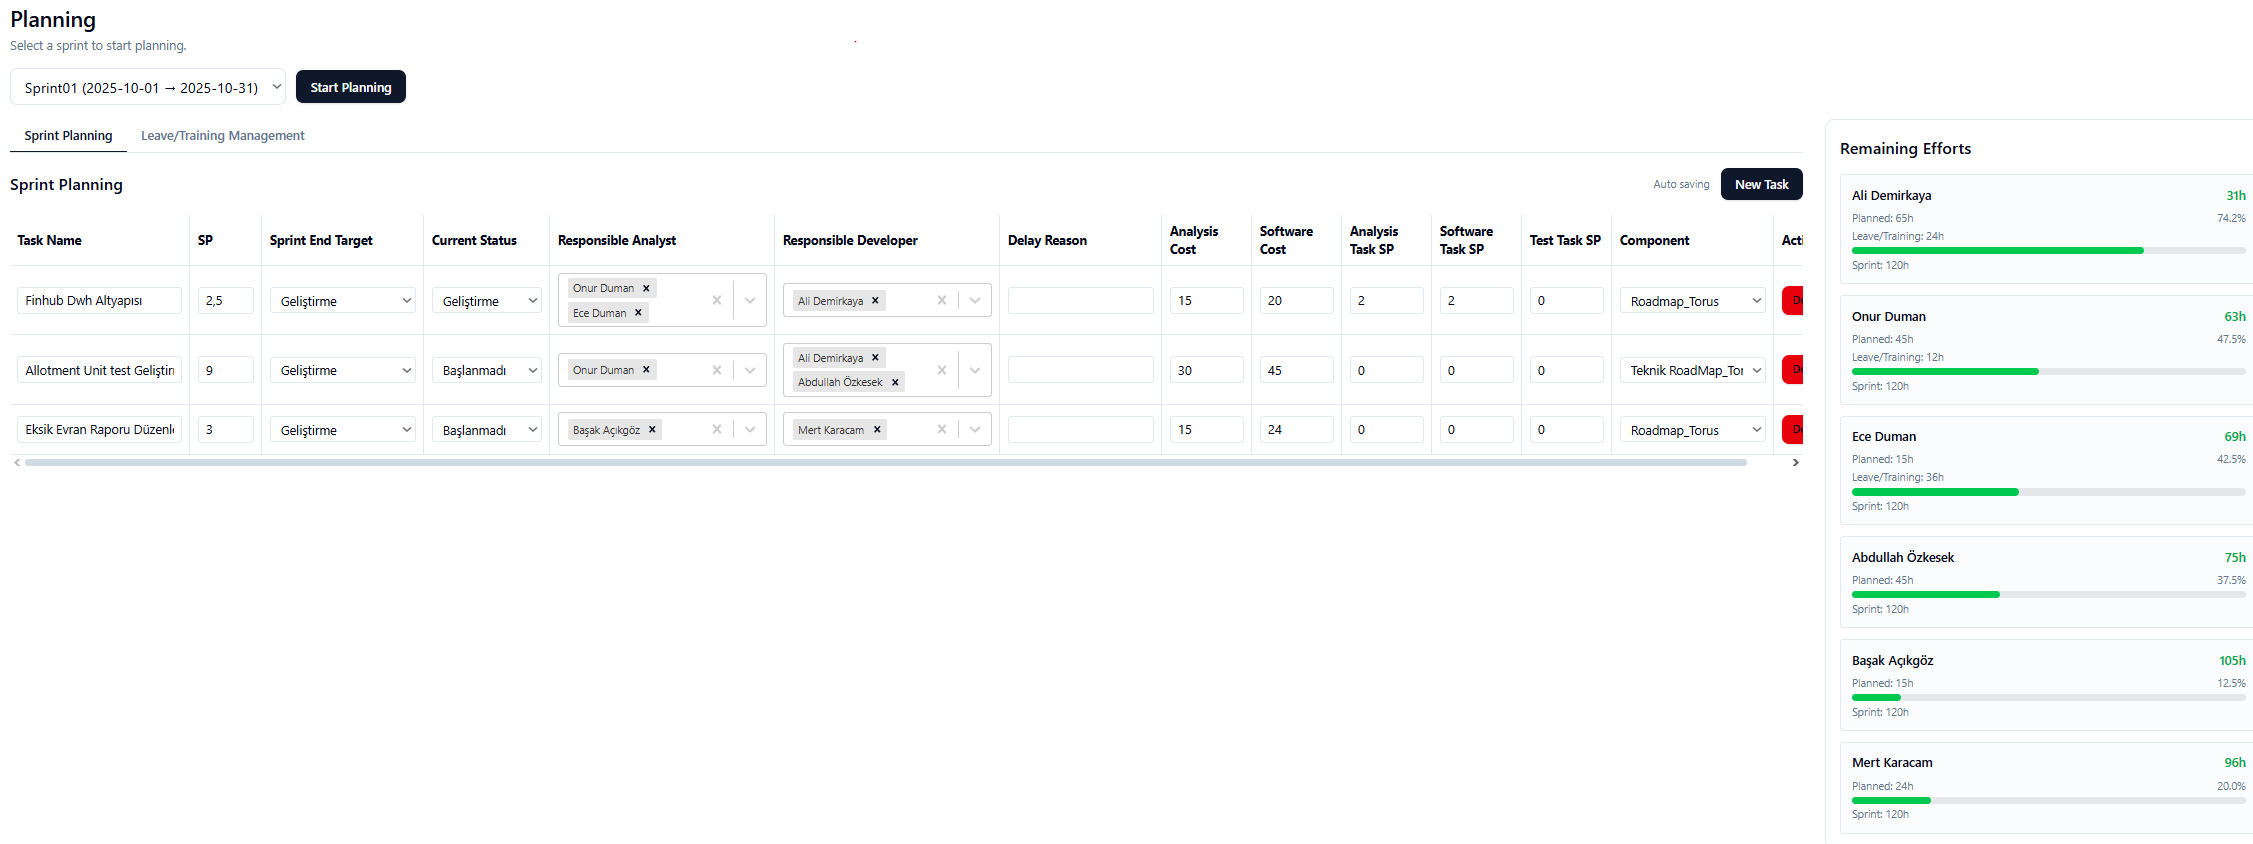 Planning
Select a sprint to start planning.
Sprint01 (2025-10-01 → 2025-10-31)
Start Planning
Sprint Planning
Leave/Training Management
Sprint Planning
Auto saving
New Task
Task Name
SP
Sprint End Target
Current Status
Responsible Analyst
Responsible Developer
Delay Reason
Analysis Cost
Software Cost
Analysis Task SP
Software Task SP
Test Task SP
Component
Acti
Finhub Dwh Altyapısı
2,5
Geliştirme
Geliştirme
Onur Duman
Ece Duman
Ali Demirkaya
15
20
2
2
0
Roadmap_Torus
Allotment Unit test Geliştir
9
Geliştirme
Başlanmadı
Onur Duman
Ali Demirkaya
Abdullah Özkesek
30
45
0
0
0
Teknik RoadMap_Tor
Eksik Evran Raporu Düzenl
3
Geliştirme
Başlanmadı
Başak Açıkgöz
Mert Karacam
15
24
0
0
0
Roadmap_Torus
Remaining Efforts
Ali Demirkaya
31h
Planned: 65h
74.2%
Leave/Training: 24h
Sprint: 120h
Onur Duman
63h
Planned: 45h
47.5%
Leave/Training: 12h
Sprint: 120h
Ece Duman
69h
Planned: 15h
42.5%
Leave/Training: 36h
Sprint: 120h
Abdullah Özkesek
75h
Planned: 45h
37.5%
Sprint: 120h
Başak Açıkgöz
105h
Planned: 15h
12.5%
Sprint: 120h
Mert Karacam
96h
Planned: 24h
20.0%
Sprint: 120h